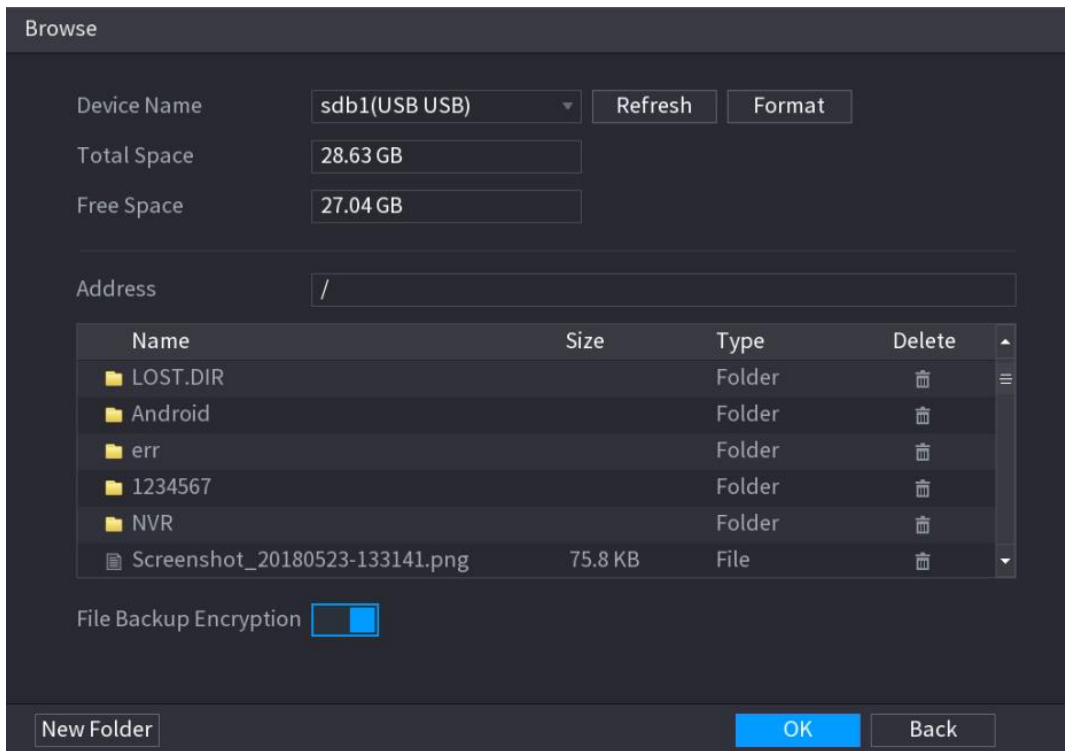 Browse
Device Name sdb1(USB USB) Refresh Format
Total Space 28.63 GB
Free Space 27.04 GB
Address /
Name Size Type Delete
LOST.DIR Folder
Android Folder
err Folder
1234567 Folder
NVR Folder
Screenshot_20180523-133141.png 75.8 KB File
File Backup Encryption
New Folder OK Back